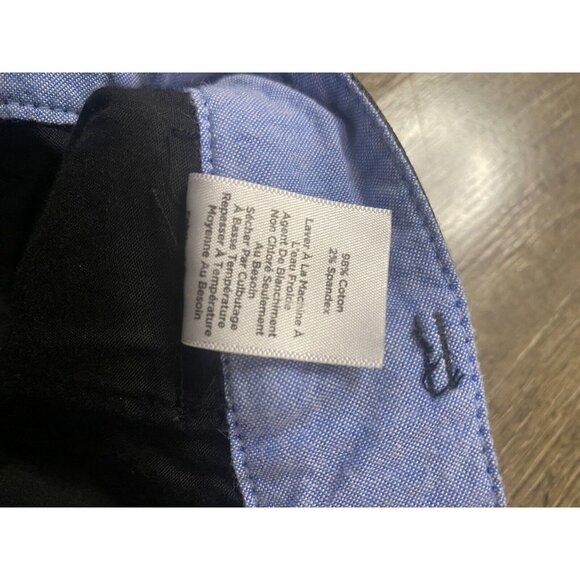 98% Coton
2% Spandex
Laver À La Machine À
L'eau Froide
Agent De Blanchiment
Non Chloré Seulement
Au Besoin
Sécher Par Culbutage
À Basse Température
Repasser À Température
Moyenne Au Besoin